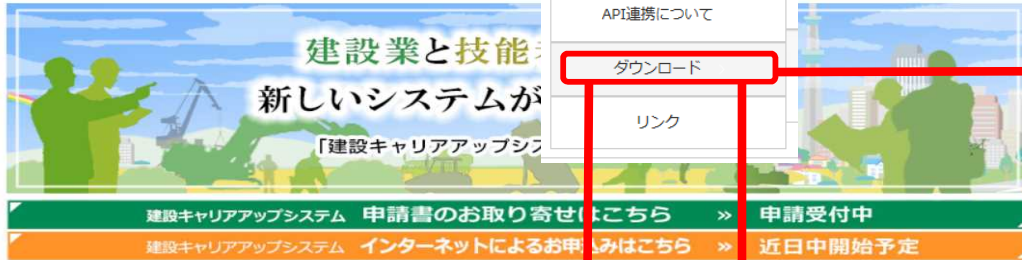 API連携について
ダウンロード
リンク
建設業と技能
新しいシステムが
「建設キャリアアップシス
建設キャリアアップシステム 申請書のお取り寄せはこちら » 申請受付中
建設キャリアアップシステム インターネットによるお申込みはこちら » 近日中開始予定